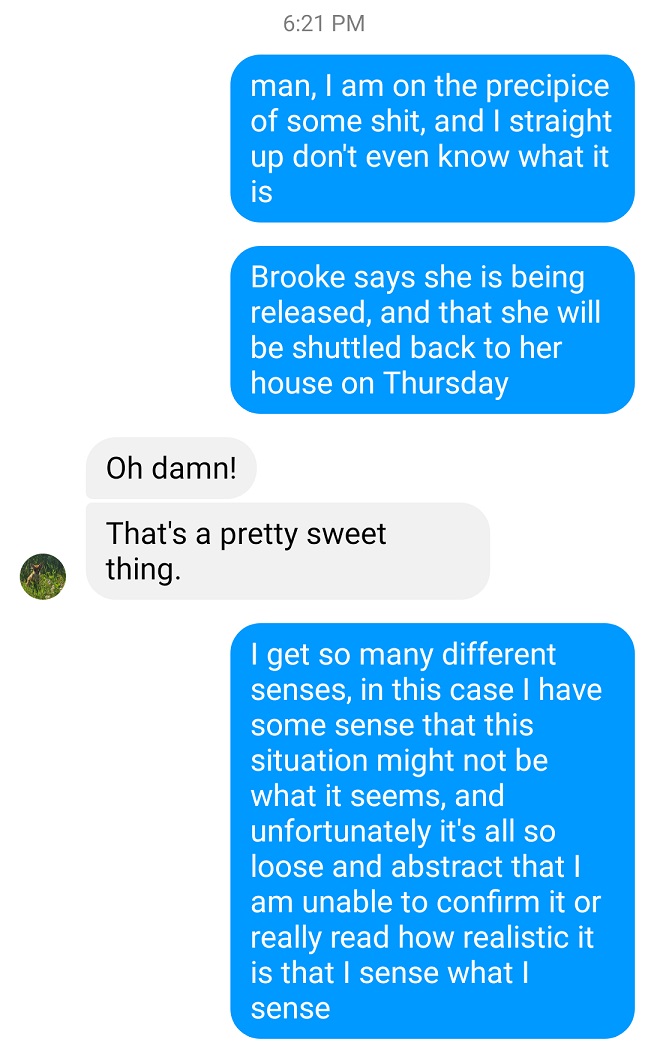 6:21 PM
man, I am on the precipice
of some shit, and I straight
up don't even know what it
is
Brooke says she is being
released, and that she will
be shuttled back to her
house on Thursday
Oh damn!
That's a pretty sweet
thing.
I get so many different
senses, in this case I have
some sense that this
situation might not be
what it seems, and
unfortunately it's all so
loose and abstract that I
am unable to confirm it or
really read how realistic it
is that I sense what I
sense